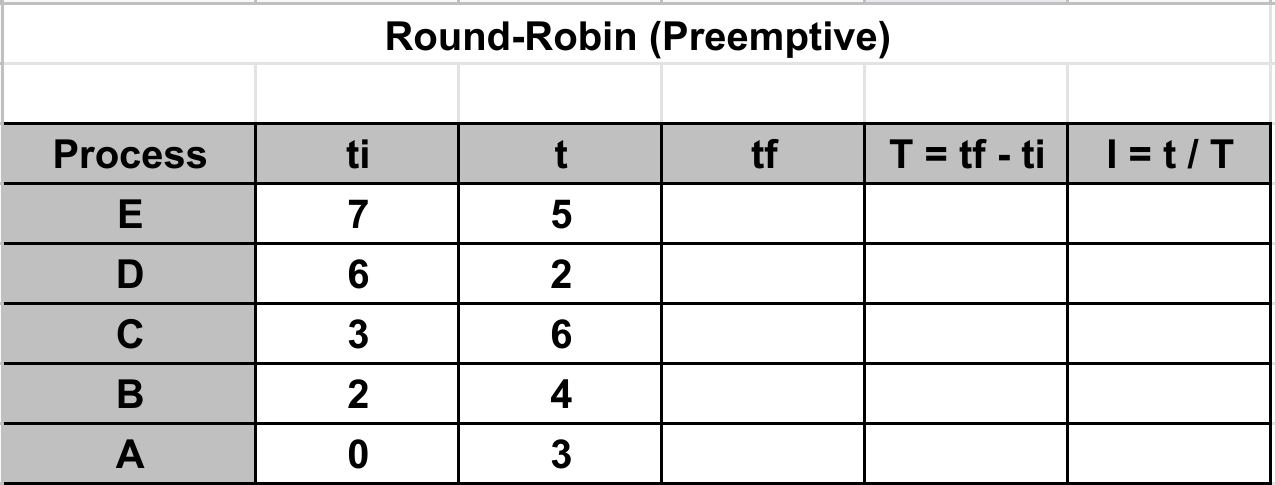 Round-Robin (Preemptive)
Process ti t tf T = tf - ti I = t / T
E 7 5
D 6 2
C 3 6
B 2 4
A 0 3